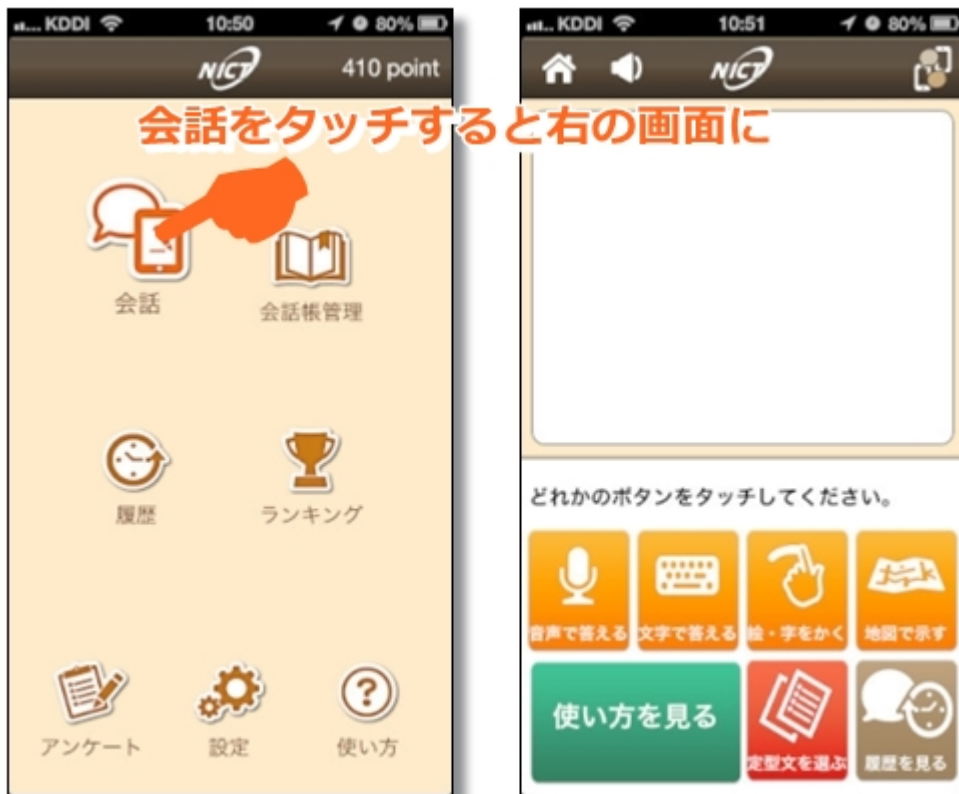 KDDI 10:50 80%
NICT 410 point
会話をタッチすると右の画面に
会話
会話帳管理
履歴
ランキング
アンケート
設定
使い方
KDDI 10:51 80%
NICT
どれかのボタンをタッチしてください。
音声で答える
文字で答える
絵・字をかく
地図で示す
使い方を見る
定型文を選ぶ
履歴を見る